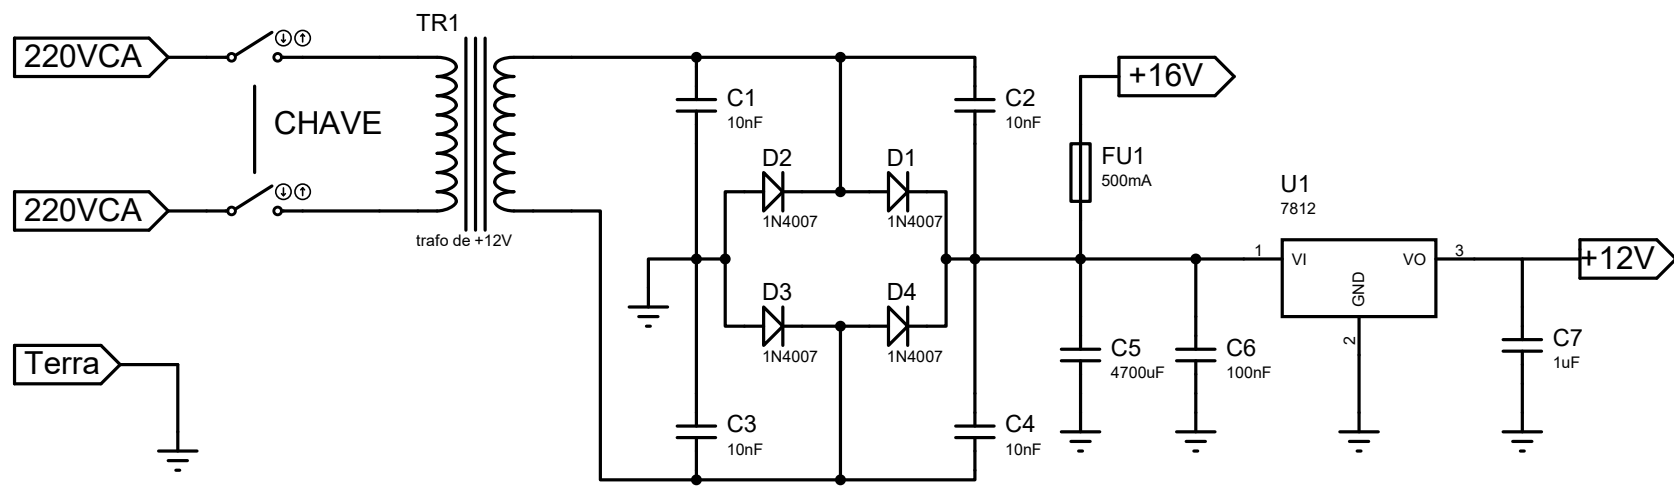 TR1
220VCA
+16V
C1
10nF
C2
10nF
CHAVE
D2
1N4007
D1
1N4007
FU1
500mA
U1
7812
220VCA
trafo de +12V
1
VI
VO
3
+12V
GND
2
D3
1N4007
D4
1N4007
C5
4700uF
C6
100nF
C7
1uF
Terra
C3
10nF
C4
10nF